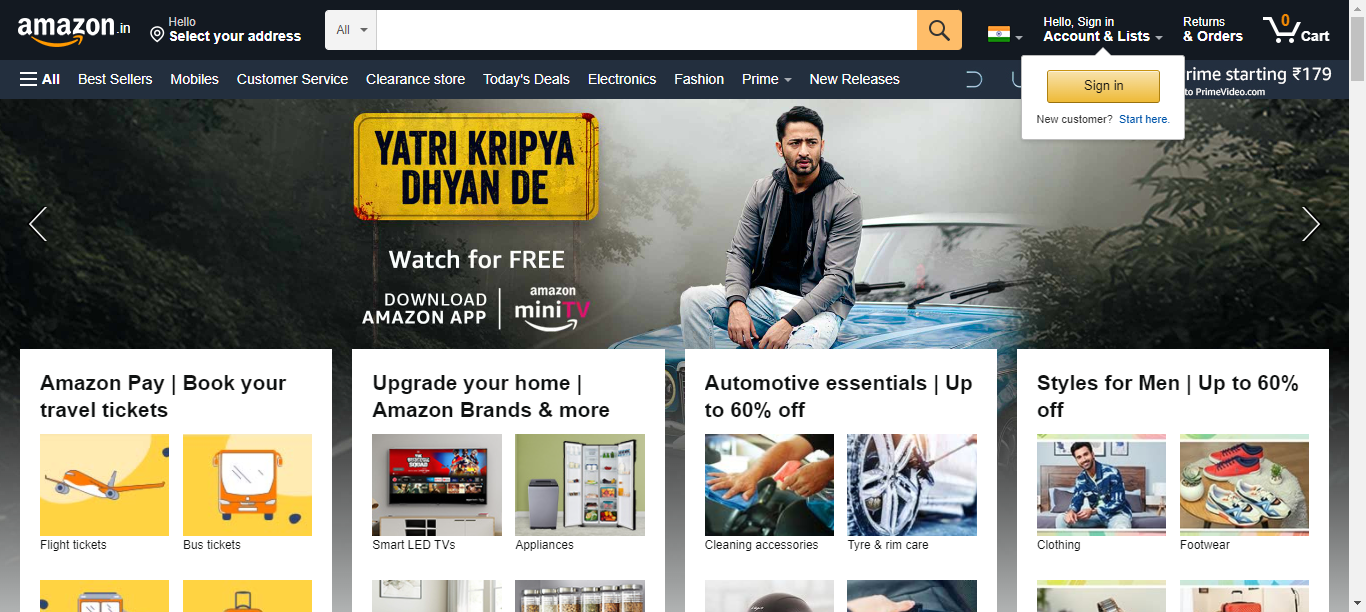 amazon.in
Hello
Select your address
All
Hello, Sign in
Account & Lists
Returns
& Orders
0
Cart
All
Best Sellers
Mobiles
Customer Service
Clearance store
Today's Deals
Electronics
Fashion
Prime
New Releases
rime starting ₹179
to PrimeVideo.com
Sign in
New customer? Start here.
YATRI KRIPYA
DHYAN DE
Watch for FREE
DOWNLOAD
AMAZON APP
amazon
miniTV
Amazon Pay | Book your
travel tickets
Flight tickets
Bus tickets
Upgrade your home |
Amazon Brands & more
Smart LED TVs
Appliances
Automotive essentials | Up
to 60% off
Cleaning accessories
Tyre & rim care
Styles for Men | Up to 60%
off
Clothing
Footwear